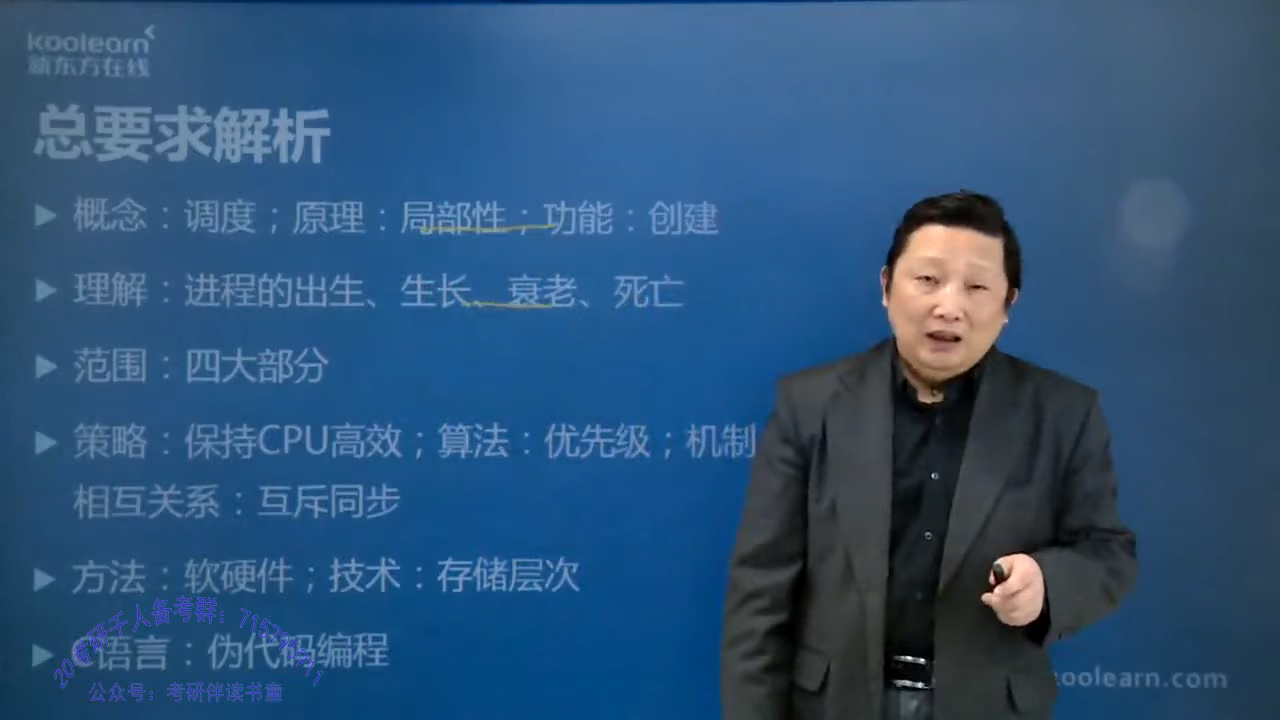 koolearn
新东方在线
总要求解析
概念：调度；原理：局部性；功能：创建
理解：进程的出生、生长、衰老、死亡
范围：四大部分
策略：保持CPU高效；算法：优先级；机制
相互关系：互斥同步
方法：软硬件；技术：存储层次
C语言：伪代码编程
公众号：考研伴读书童
koolearn.com